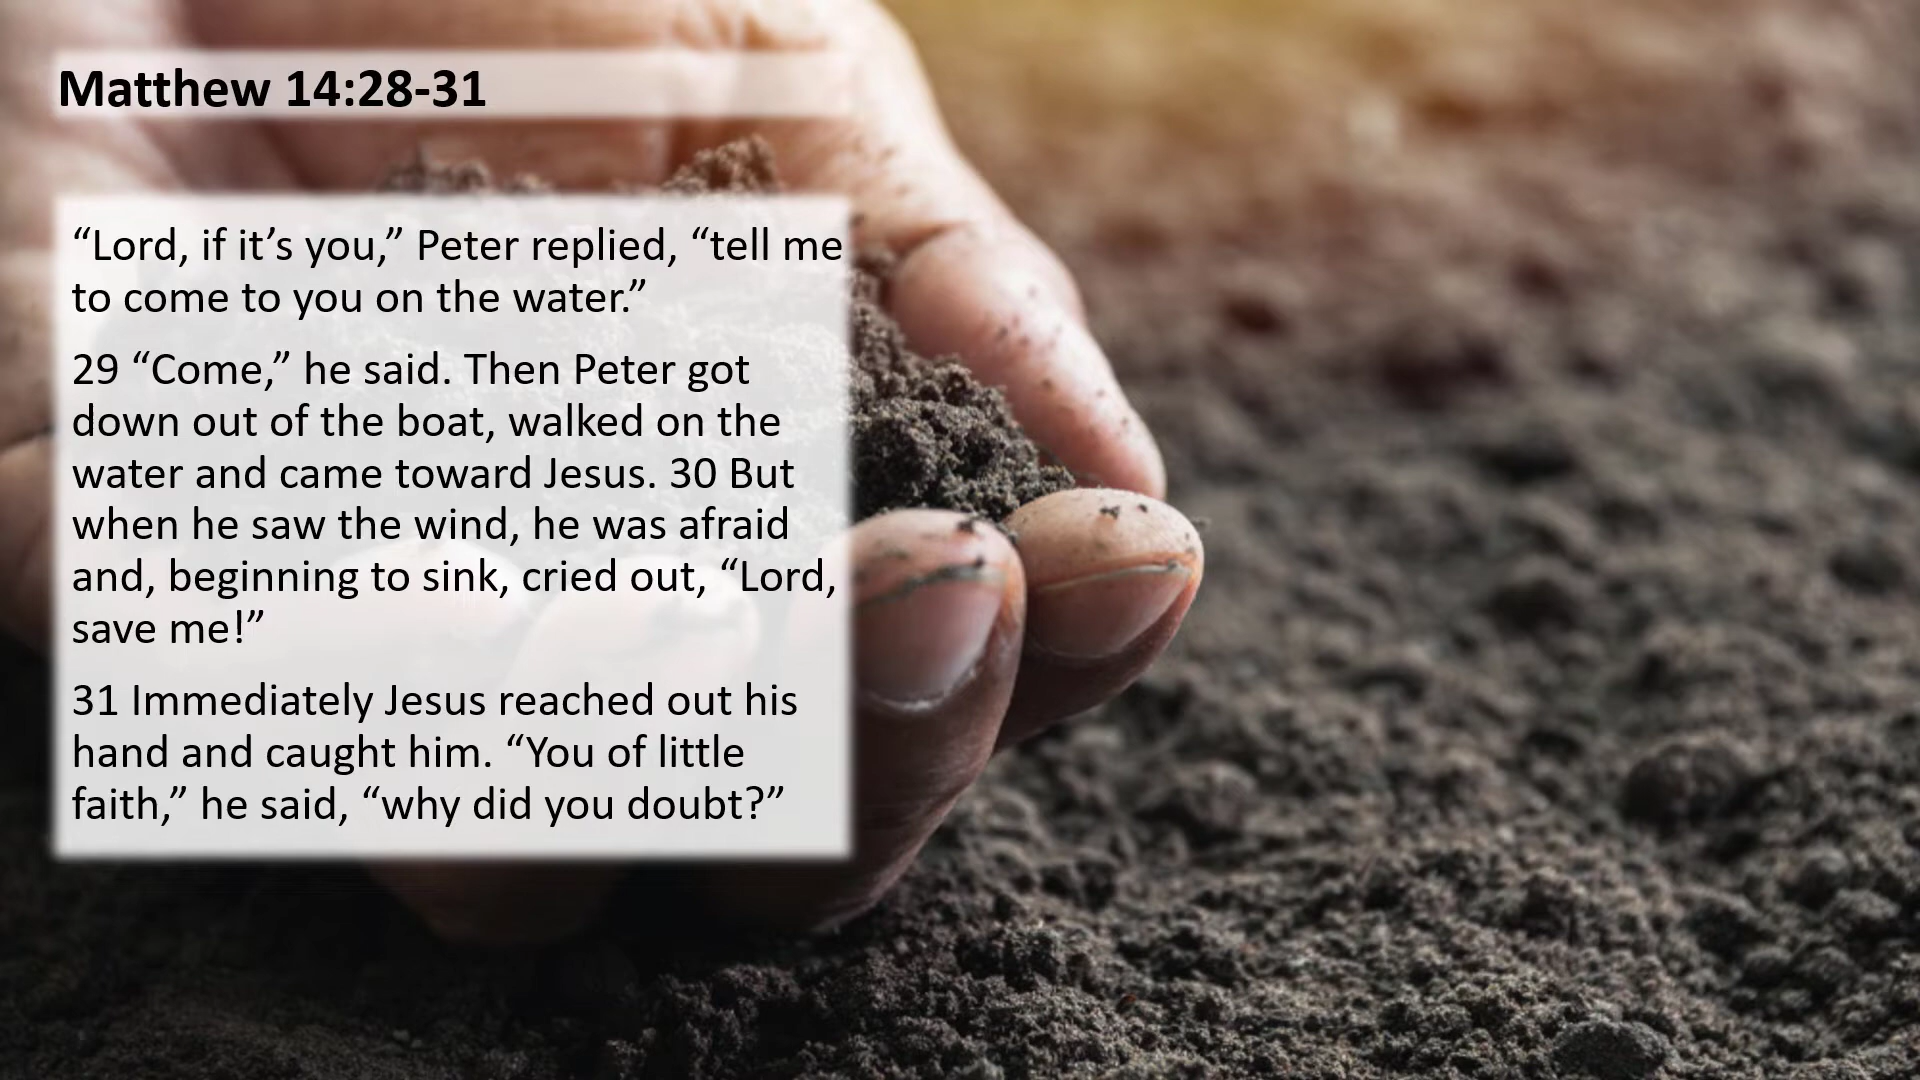 Matthew 14:28-31
“Lord, if it’s you,” Peter replied, “tell me
to come to you on the water.”
29 “Come,” he said. Then Peter got
down out of the boat, walked on the
water and came toward Jesus. 30 But
when he saw the wind, he was afraid
and, beginning to sink, cried out, “Lord,
save me!”
31 Immediately Jesus reached out his
hand and caught him. “You of little
faith,” he said, “why did you doubt?”